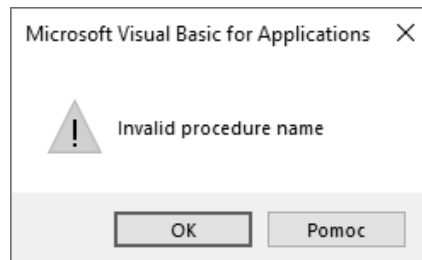 Microsoft Visual Basic for Applications
Invalid procedure name
OK
Pomoc